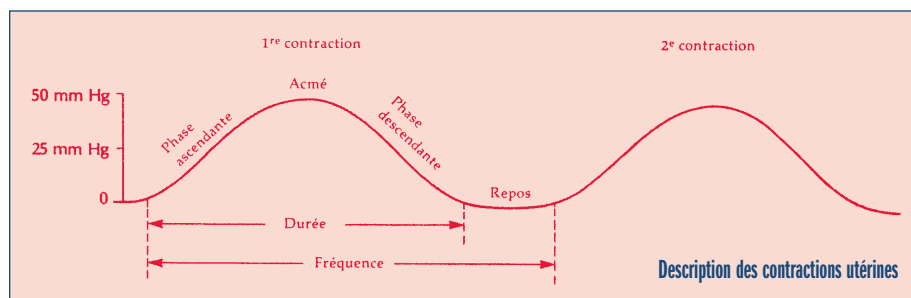 1re contraction
2e contraction
Acmé
50 mm Hg
Phase ascendante
Phase descendante
25 mm Hg
0
Repos
Durée
Fréquence
Description des contractions utérines